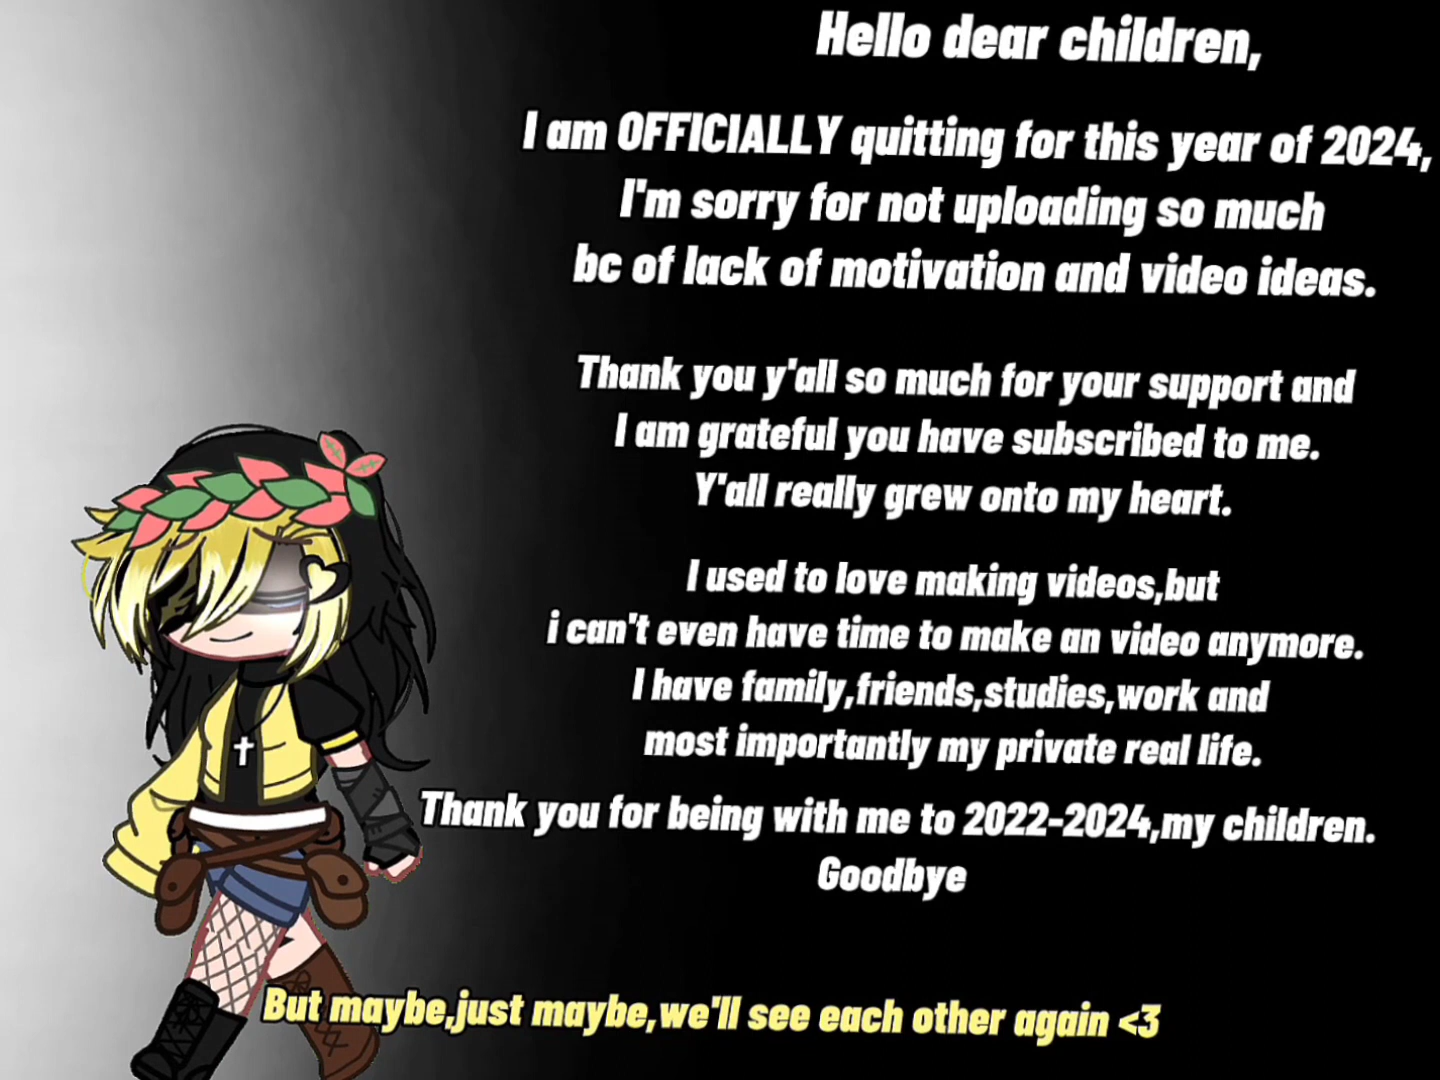 Hello dear children,
I am OFFICIALLY quitting for this year of 2024,
I'm sorry for not uploading so much
bc of lack of motivation and video ideas.
Thank you y'all so much for your support and
I am grateful you have subscribed to me.
Y'all really grew onto my heart.
I used to love making videos,but
i can't even have time to make an video anymore.
I have family,friends,studies,work and
most importantly my private real life.
Thank you for being with me to 2022-2024,my children.
Goodbye
But maybe,just maybe,we'll see each other again <3